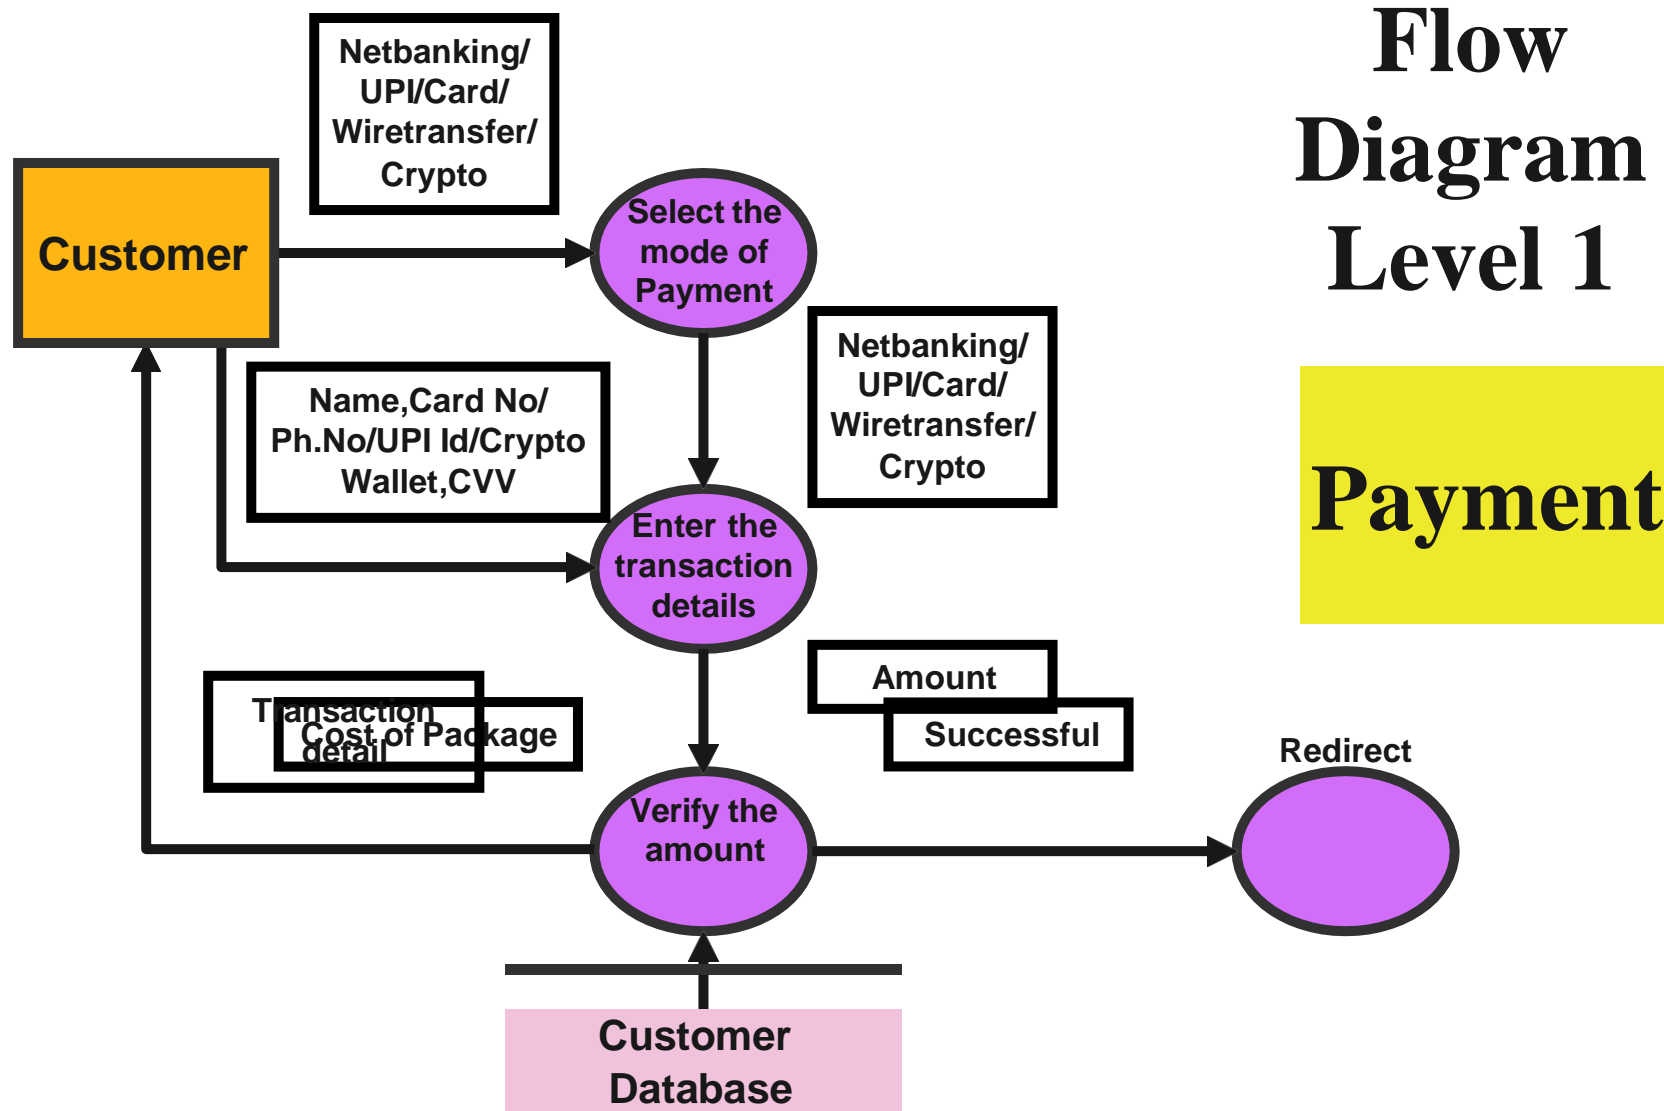 Flow
Diagram
Level 1
Payment
Netbanking/
UPI/Card/
Wiretransfer/
Crypto
Customer
Select the
mode of
Payment
Netbanking/
UPI/Card/
Wiretransfer/
Crypto
Name,Card No/
Ph.No/UPI Id/Crypto
Wallet,CVV
Enter the
transaction
details
Amount
Successful
Transaction
detail
Cost of Package
Redirect
Verify the
amount
Customer
Database